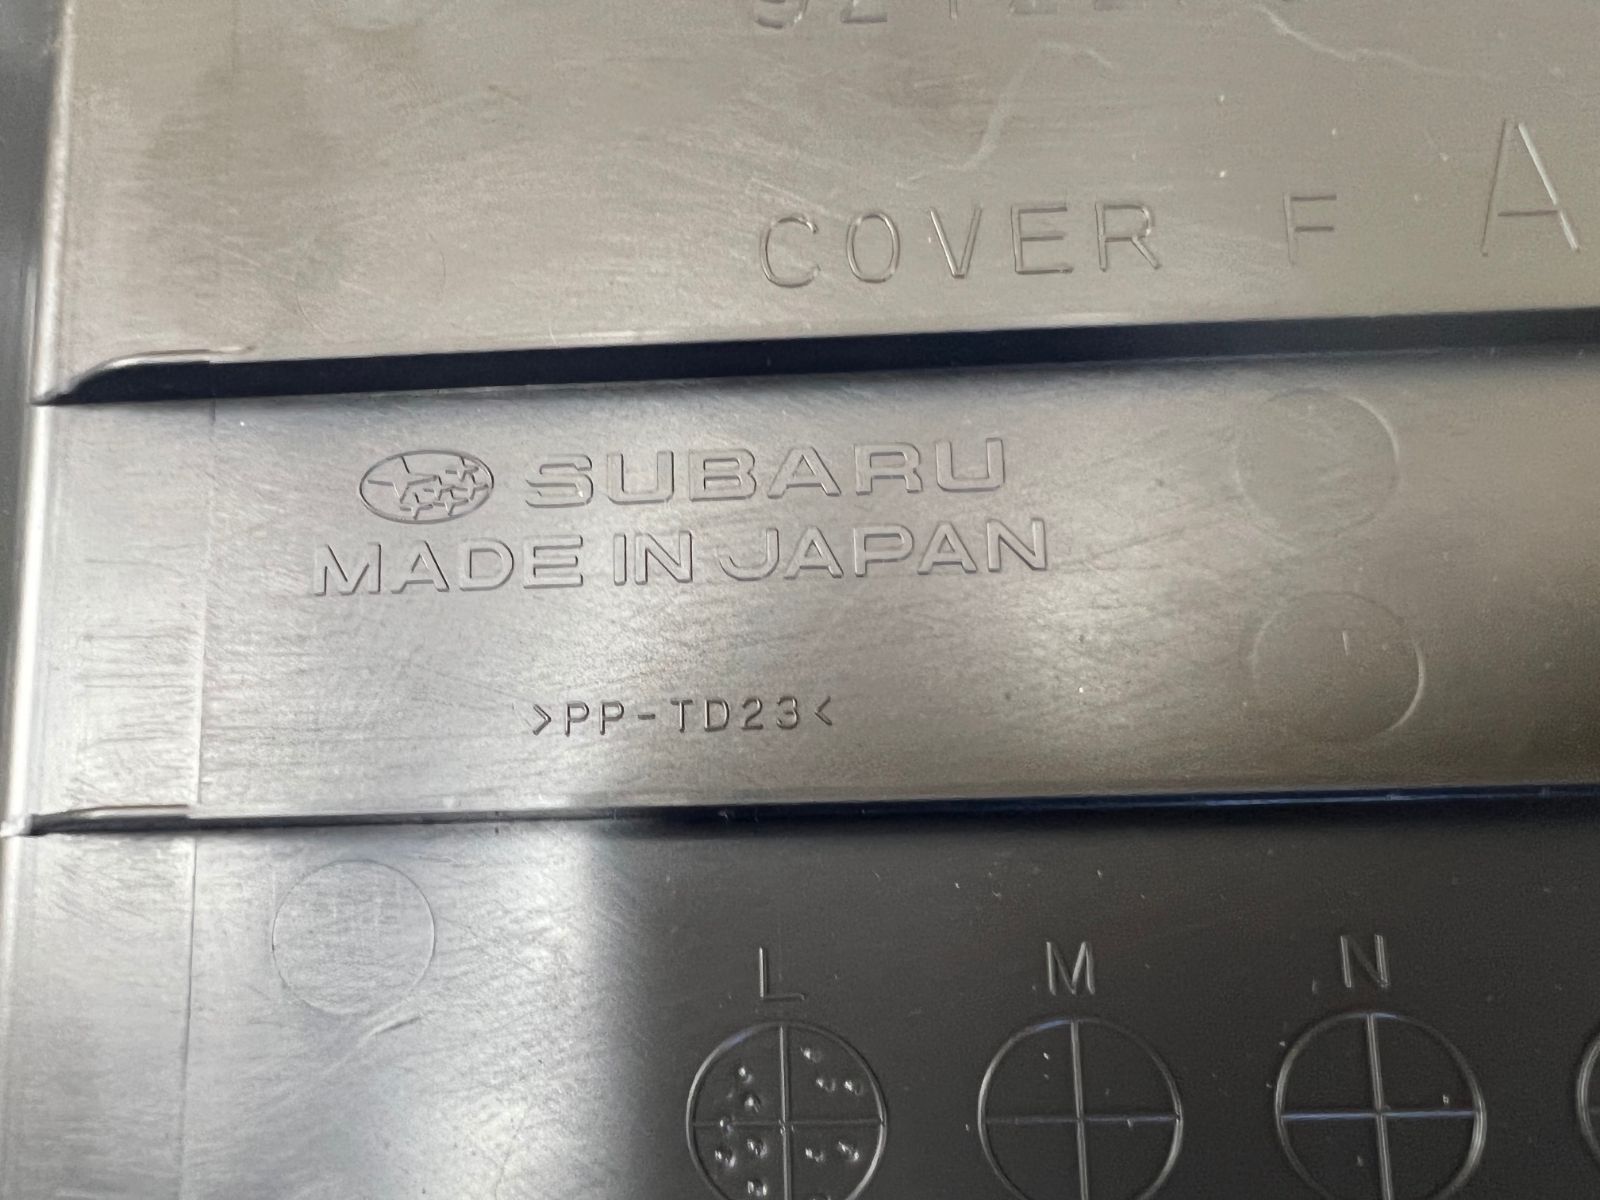 COVER F A
SUBARU
MADE IN JAPAN
>PP-TD23<
L M N